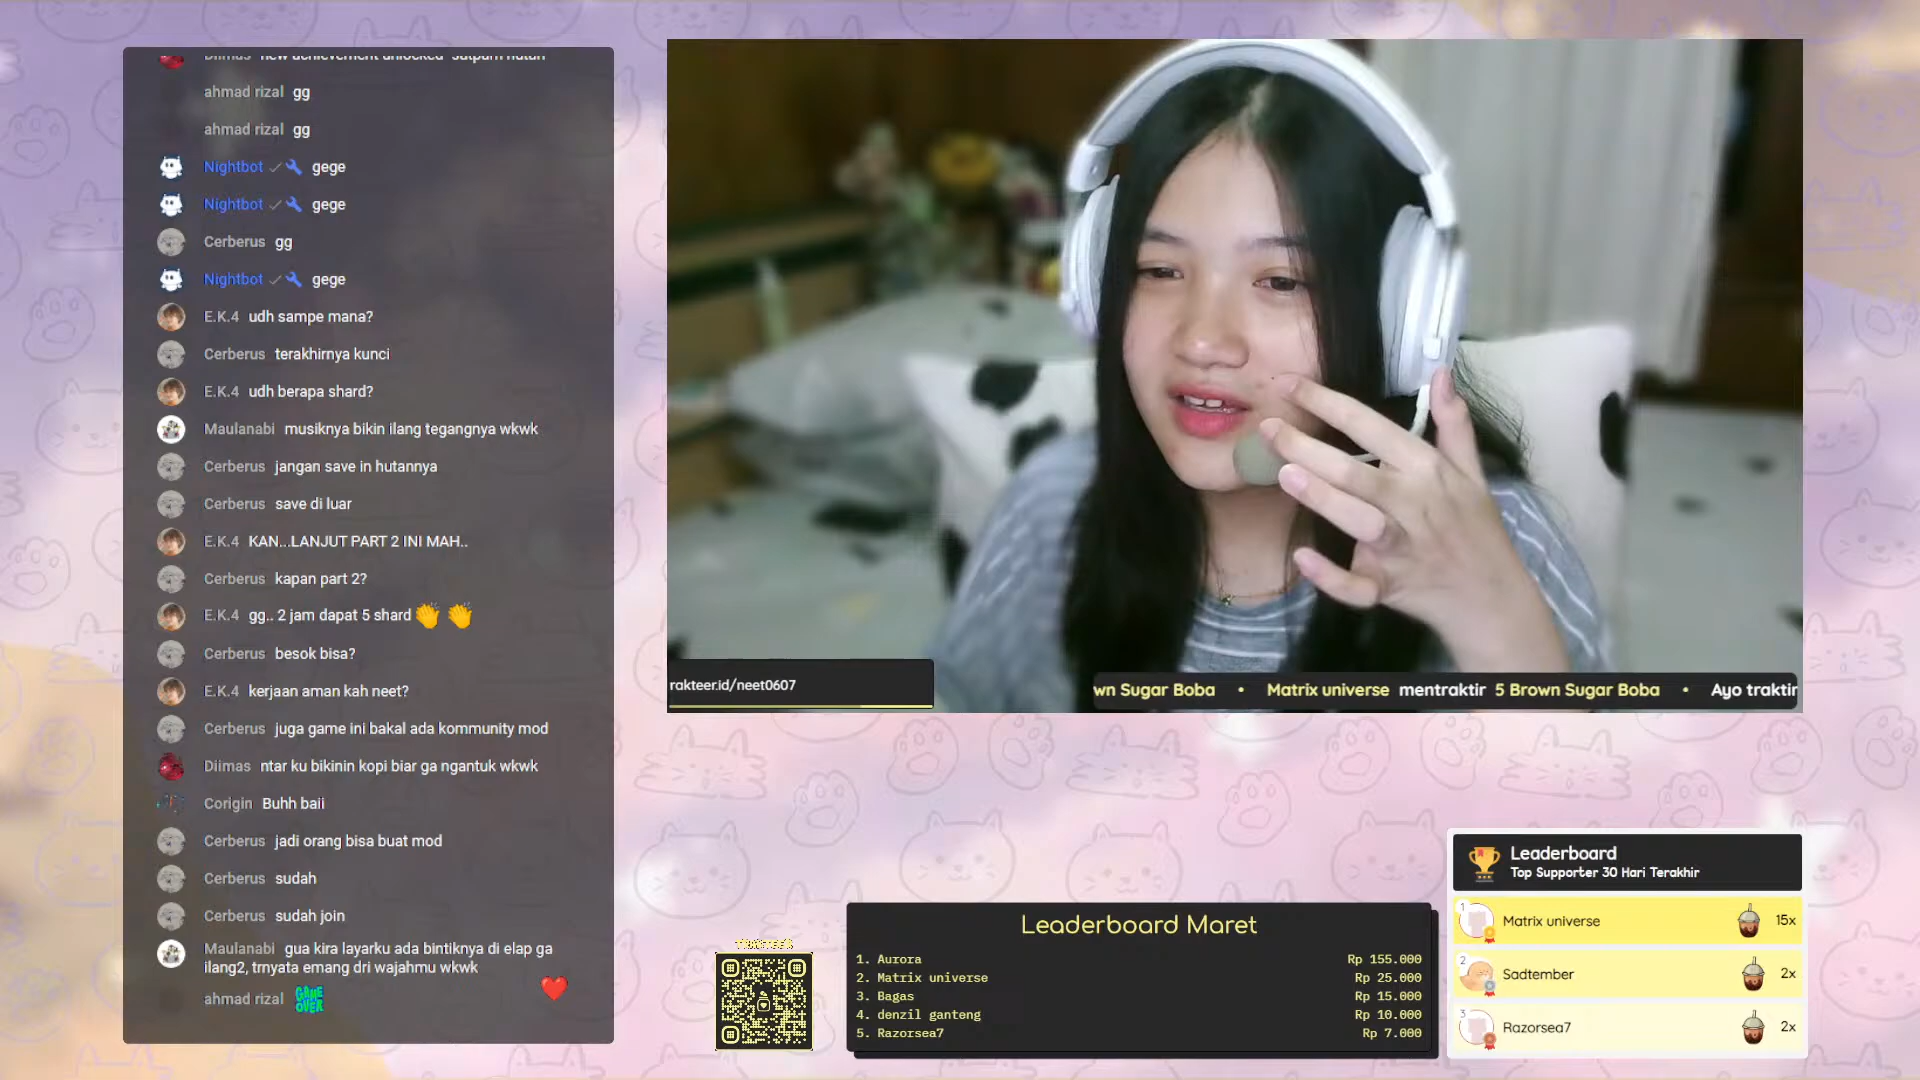 Diimas new achievement unlocked "satpam hutan"
ahmad rizal gg
ahmad rizal gg
Nightbot gege
Nightbot gege
Cerberus gg
Nightbot gege
E.K.4 udh sampe mana?
Cerberus terakhirnya kunci
E.K.4 udh berapa shard?
Maulanabi musiknya bikin ilang tegangnya wkwk
Cerberus jangan save in hutannya
Cerberus save di luar
E.K.4 KAN...LANJUT PART 2 INI MAH..
Cerberus kapan part 2?
E.K.4 gg.. 2 jam dapat 5 shard 👏 👏
Cerberus besok bisa?
E.K.4 kerjaan aman kah neet?
Cerberus juga game ini bakal ada kommunity mod
Diimas ntar ku bikinin kopi biar ga ngantuk wkwk
Corigin Buhh baii
Cerberus jadi orang bisa buat mod
Cerberus sudah
Cerberus sudah join
Maulanabi gua kira layarku ada bintiknya di elap ga
ilang2, trnyata emang dri wajahmu wkwk
ahmad rizal GAME OVER
rakteer.id/neet0607
wn Sugar Boba • Matrix universe mentraktir 5 Brown Sugar Boba • Ayo traktir
Leaderboard Maret
1. Aurora Rp 155.000
2. Matrix universe Rp 25.000
3. Bagas Rp 15.000
4. denzil ganteng Rp 10.000
5. Razorsea7 Rp 7.000
Leaderboard
Top Supporter 30 Hari Terakhir
1 Matrix universe 15x
2 Sadtember 2x
3 Razorsea7 2x